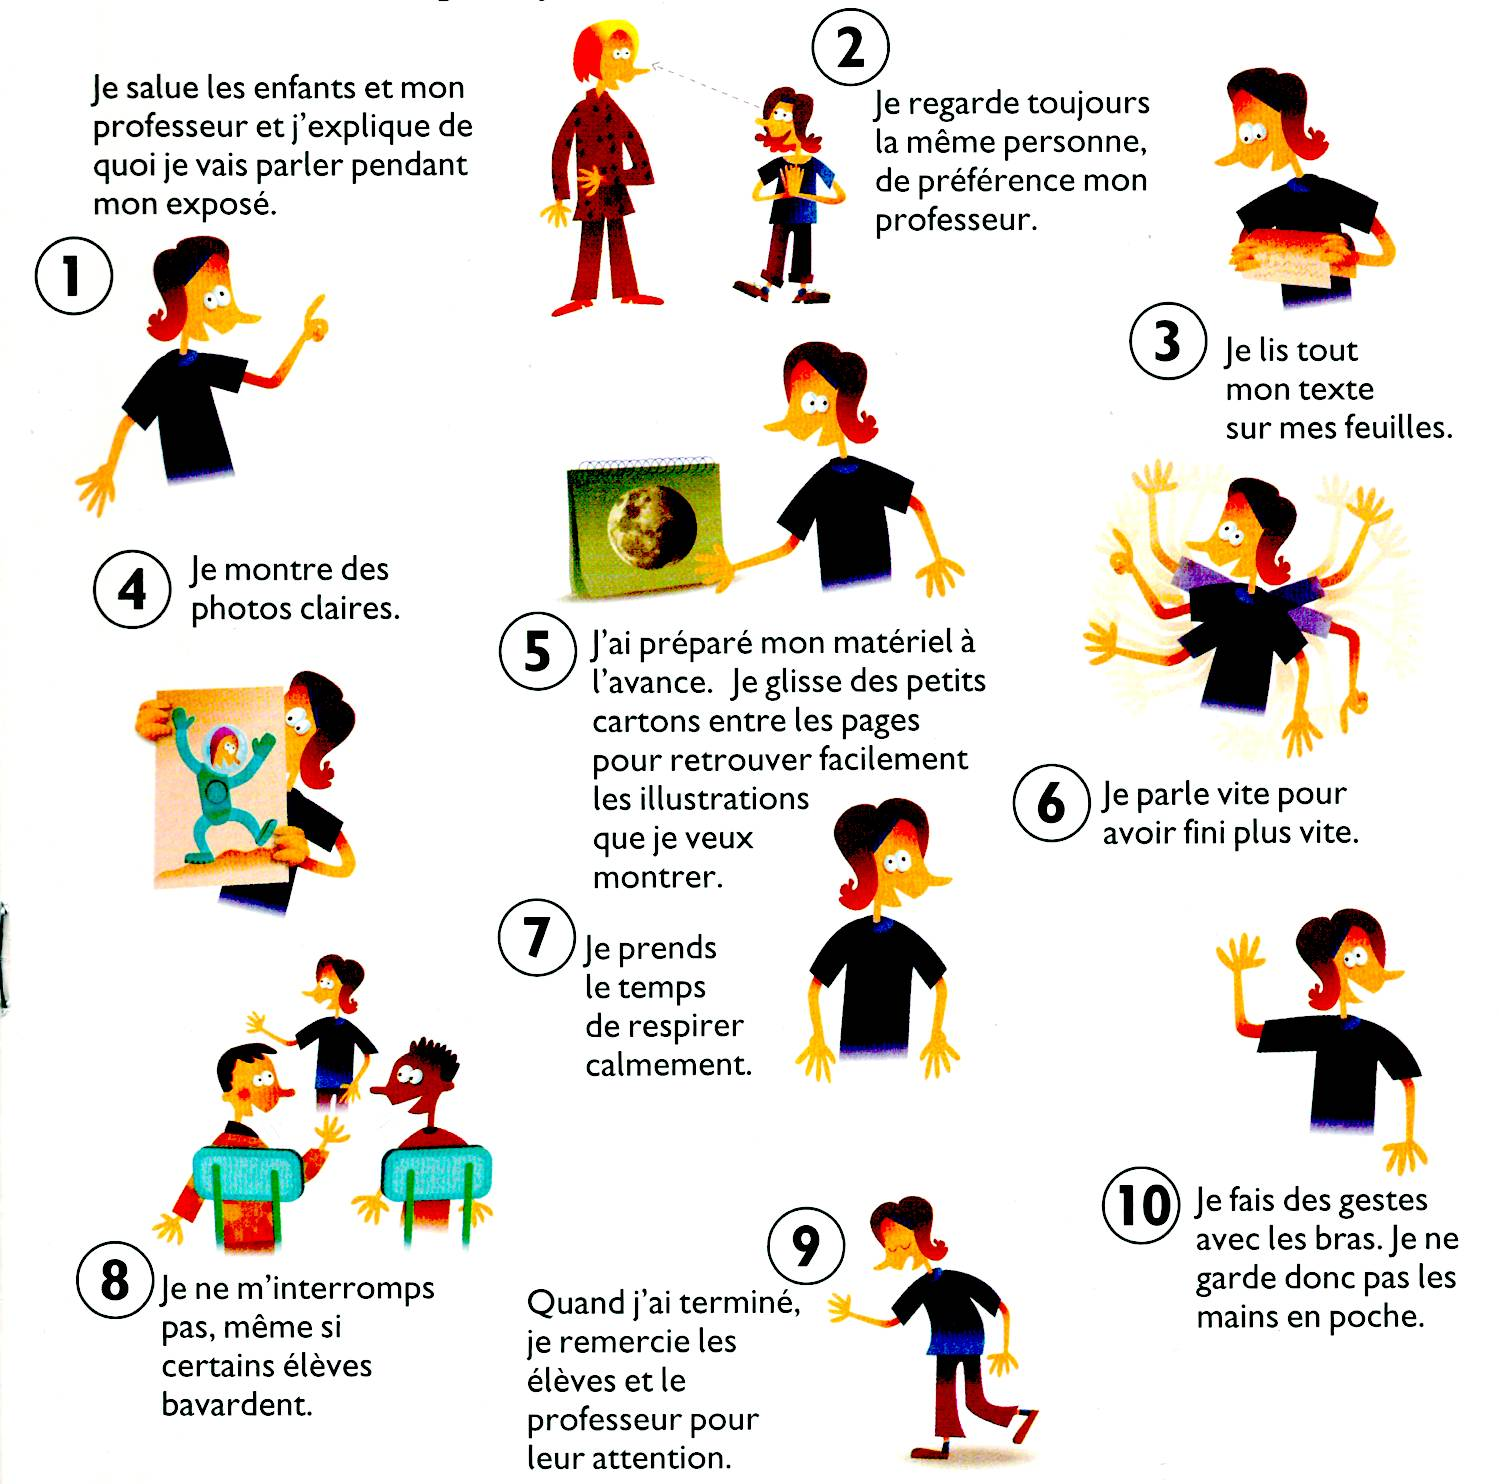 Je salue les enfants et mon
professeur et j'explique de
quoi je vais parler pendant
mon exposé.
1
2
Je regarde toujours
la même personne,
de préférence mon
professeur.
3
Je lis tout
mon texte
sur mes feuilles.
4
Je montre des
photos claires.
5
J'ai préparé mon matériel à
l'avance. Je glisse des petits
cartons entre les pages
pour retrouver facilement
les illustrations
que je veux
montrer.
6
Je parle vite pour
avoir fini plus vite.
7
Je prends
le temps
de respirer
calmement.
8
Je ne m'interromps
pas, même si
certains élèves
bavardent.
9
Quand j'ai terminé,
je remercie les
élèves et le
professeur pour
leur attention.
10
Je fais des gestes
avec les bras. Je ne
garde donc pas les
mains en poche.